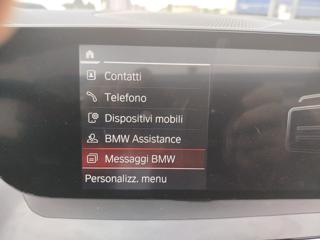 Contatti
Telefono
Dispositivi mobili
BMW Assistance
Messaggi BMW
Personalizz. menu